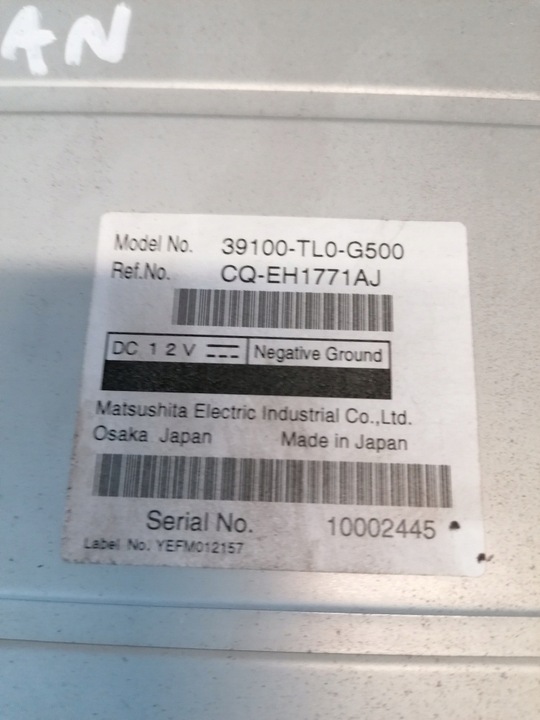 AN
Model No. 39100-TL0-G500
Ref.No. CQ-EH1771AJ
DC 12V Negative Ground
Matsushita Electric Industrial Co.,Ltd.
Osaka Japan Made in Japan
Serial No. 10002445
Label No. YEFM012157